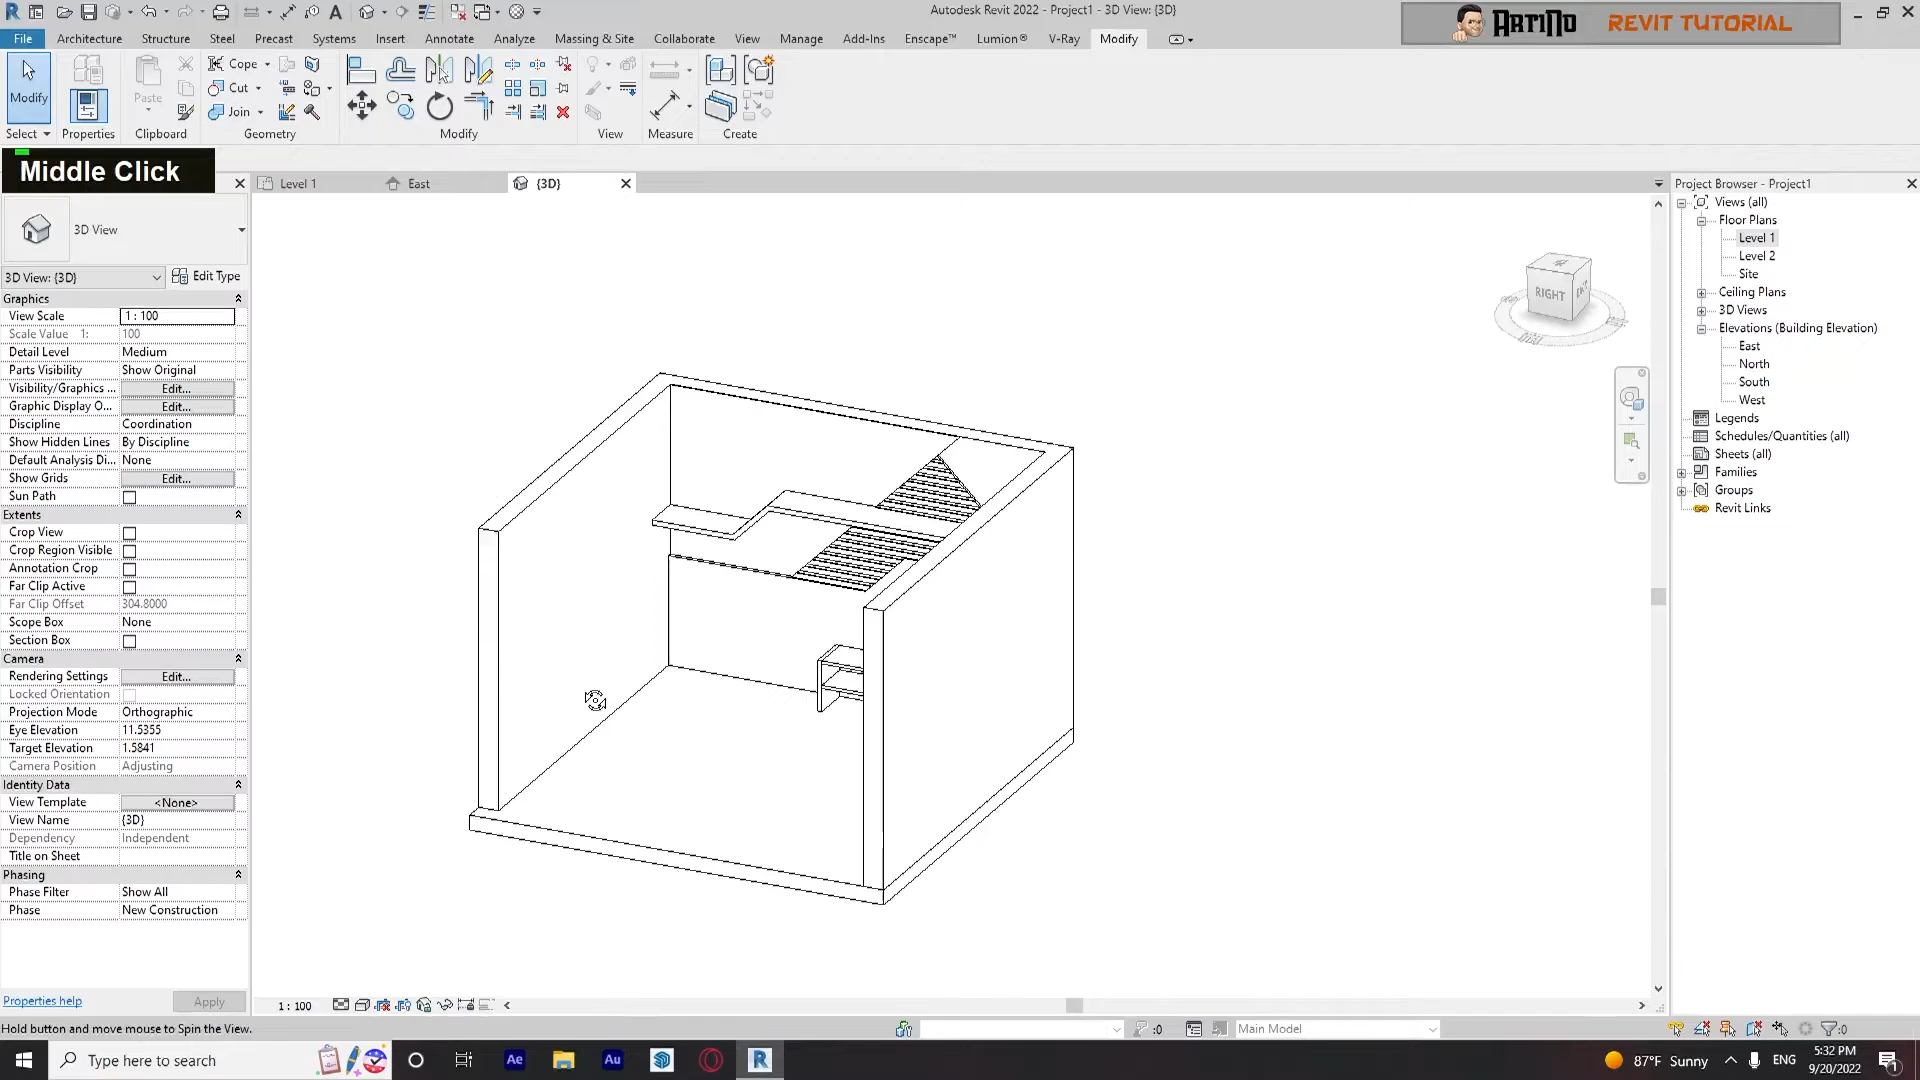 Autodesk Revit 2022 - Project1 - 3D View: {3D}
ARTINO REVIT TUTORIAL
File Architecture Structure Steel Precast Systems Insert Annotate Analyze Massing & Site Collaborate View Manage Add-Ins Enscape™ Lumion® V-Ray Modify
Modify
Paste
Cope
Cut
Join
Select Properties Clipboard Geometry Modify View Measure Create
Middle Click
Level 1
East
{3D}
Project Browser - Project1
3D View
3D View: {3D}
Edit Type
Graphics
View Scale 1 : 100
Scale Value 1: 100
Detail Level Medium
Parts Visibility Show Original
Visibility/Graphics ... Edit...
Graphic Display O... Edit...
Discipline Coordination
Show Hidden Lines By Discipline
Default Analysis Di... None
Show Grids Edit...
Sun Path
Extents
Crop View
Crop Region Visible
Annotation Crop
Far Clip Active
Far Clip Offset 304.8000
Scope Box None
Section Box
Camera
Rendering Settings Edit...
Locked Orientation
Projection Mode Orthographic
Eye Elevation 11.5355
Target Elevation 1.5841
Camera Position Adjusting
Identity Data
View Template <None>
View Name {3D}
Dependency Independent
Title on Sheet
Phasing
Phase Filter Show All
Phase New Construction
Properties help
Apply
RIGHT
Views (all)
Floor Plans
Level 1
Level 2
Site
Ceiling Plans
3D Views
Elevations (Building Elevation)
East
North
South
West
Legends
Schedules/Quantities (all)
Sheets (all)
Families
Groups
Revit Links
1 : 100
Hold button and move mouse to Spin the View.
:0
Main Model
:0
Type here to search
Ae
Au
R
87°F Sunny
ENG
5:32 PM
9/20/2022
1